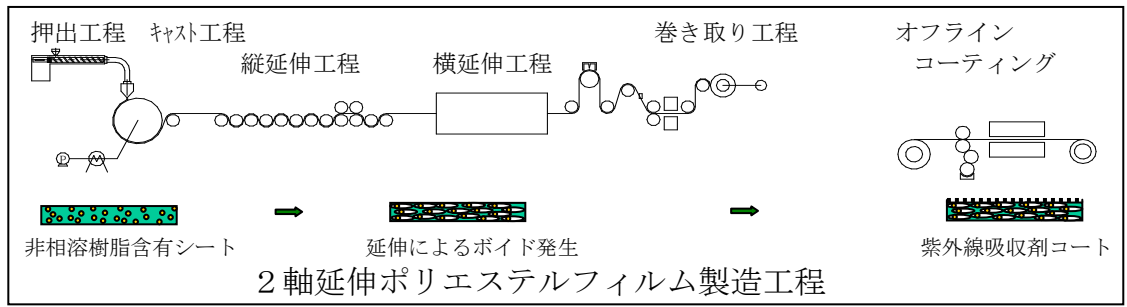 押出工程 ｷｬｽﾄ工程
縦延伸工程
横延伸工程
巻き取り工程
オフライン
コーティング
P
非相溶樹脂含有シート
延伸によるボイド発生
紫外線吸収剤コート
２軸延伸ポリエステルフィルム製造工程